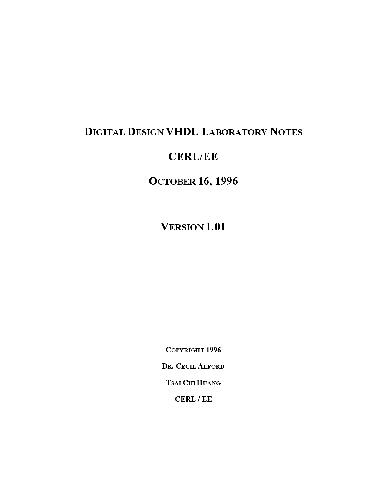 DIGITAL DESIGN VHDL LABORATORY NOTES
CERL/EE
OCTOBER 16, 1996
VERSION 1.01
COPYRIGHT 1996
DR. CECIL ALFORD
TSAI CHI HUANG
CERL / EE